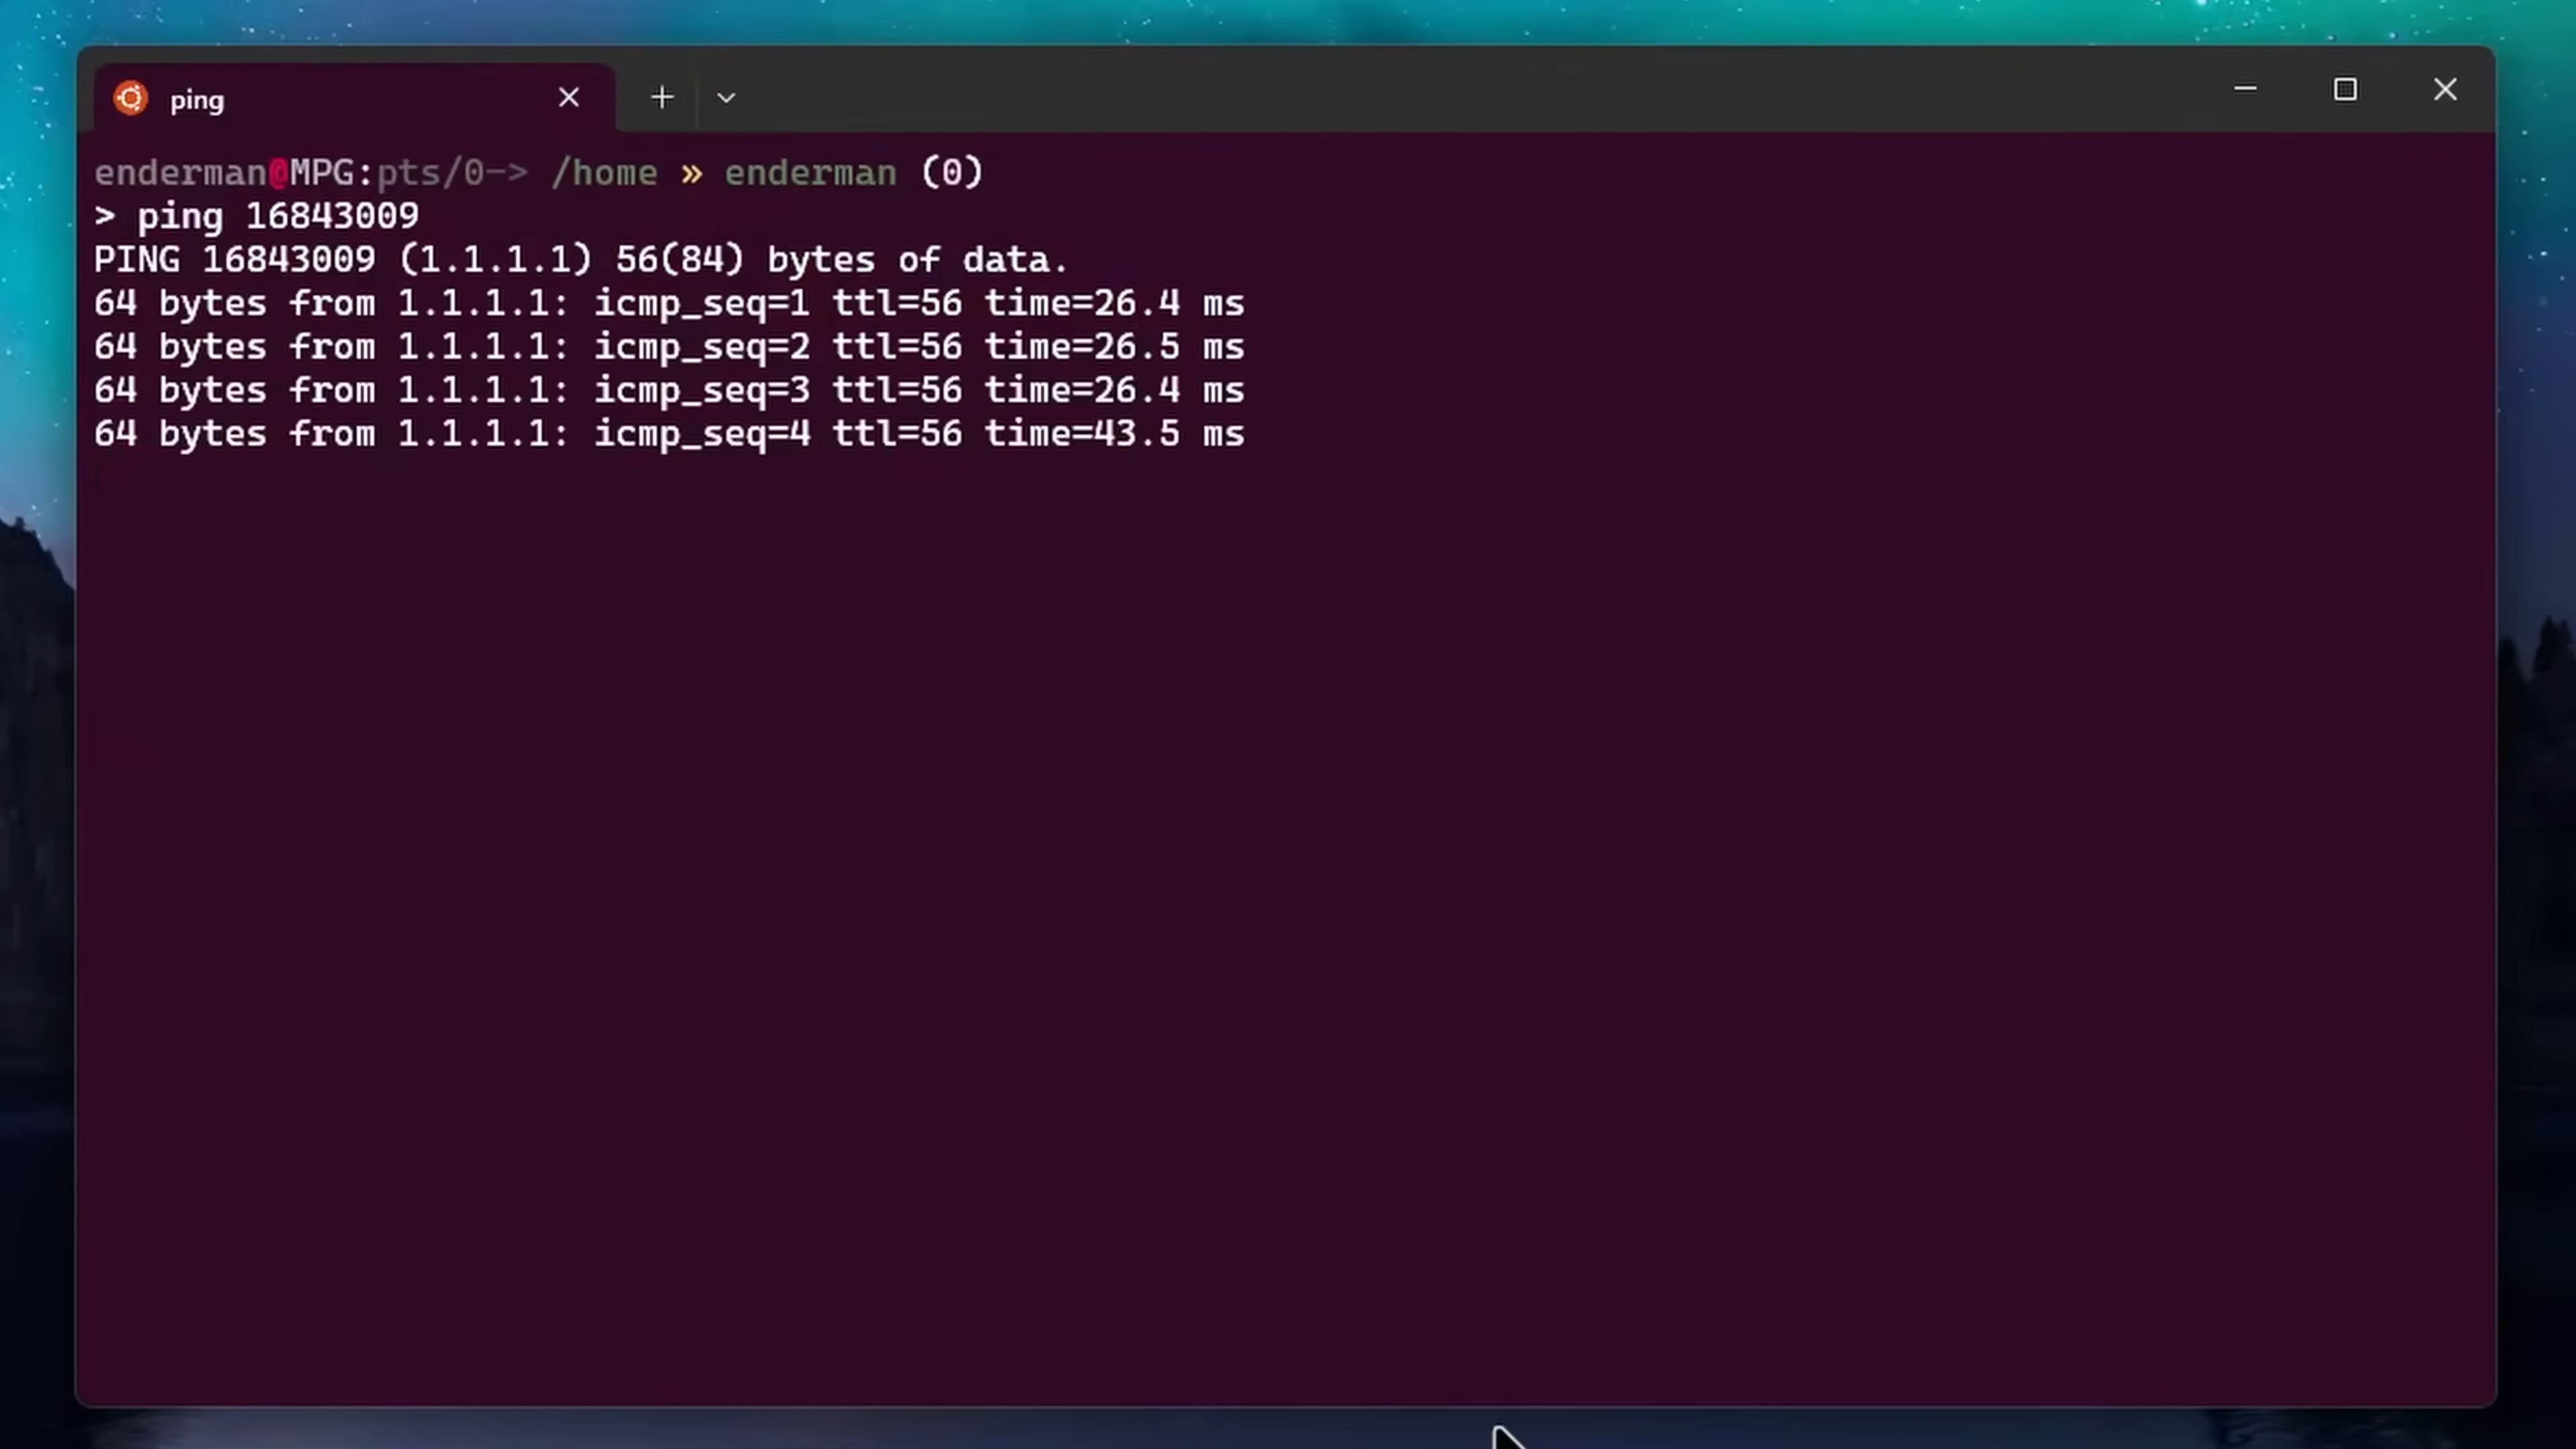 ping
enderman@MPG:pts/0-> /home » enderman (0)
> ping 16843009
PING 16843009 (1.1.1.1) 56(84) bytes of data.
64 bytes from 1.1.1.1: icmp_seq=1 ttl=56 time=26.4 ms
64 bytes from 1.1.1.1: icmp_seq=2 ttl=56 time=26.5 ms
64 bytes from 1.1.1.1: icmp_seq=3 ttl=56 time=26.4 ms
64 bytes from 1.1.1.1: icmp_seq=4 ttl=56 time=43.5 ms